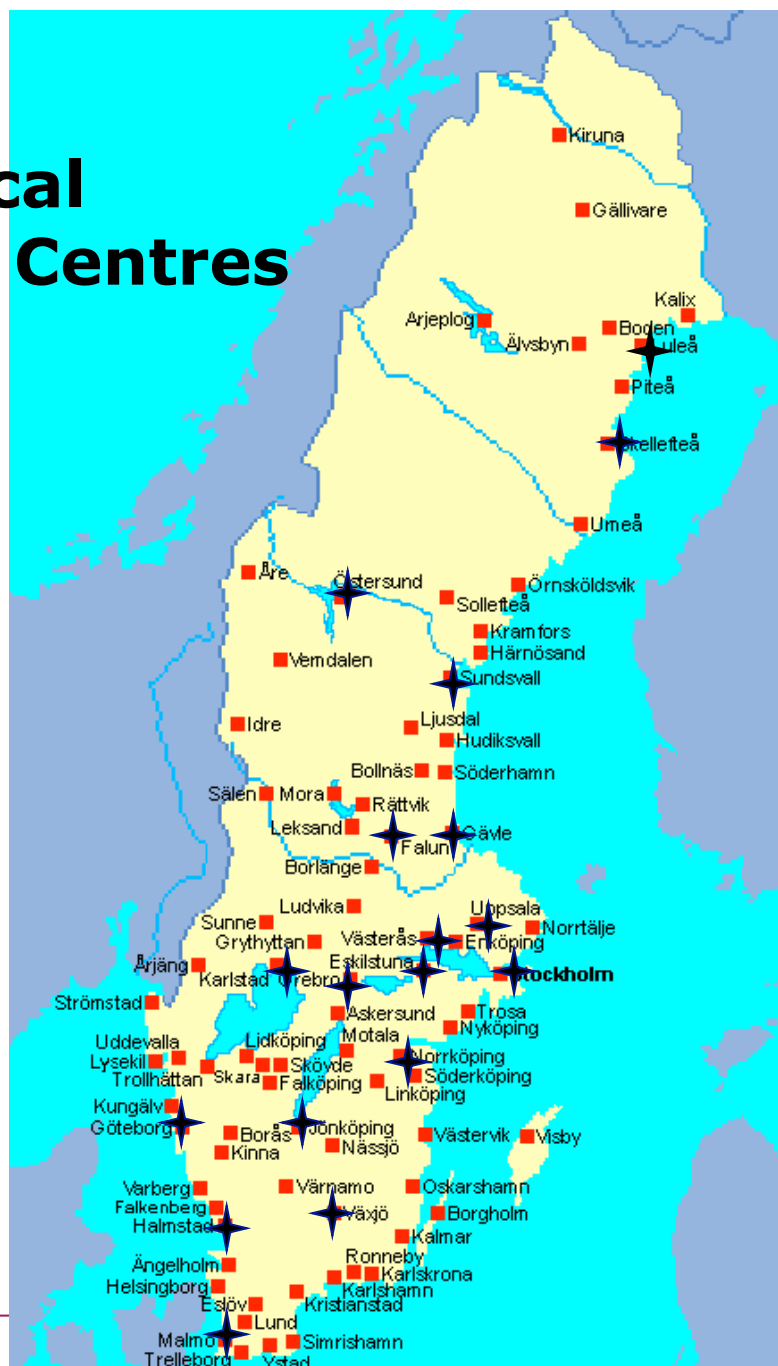 cal
Centres
Kiruna
Gällivare
Kalix
Arjeplog
Boden
Älvsbyn
Luleå
Piteå
Skellefteå
Umeå
Åre
Östersund
Örnsköldsvik
Sollefteå
Kramfors
Härnösand
Vemdalen
Sundsvall
Idre
Ljusdal
Hudiksvall
Bollnäs
Söderhamn
Sälen
Mora
Rättvik
Leksand
Gävle
Falun
Borlänge
Ludvika
Uppsala
Sunne
Norrtälje
Grythyttan
Västerås
Enköping
Årjäng
Karlstad
Örebro
Eskilstuna
Stockholm
Strömstad
Askersund
Trosa
Nyköping
Motala
Uddevalla
Lidköping
Norrköping
Lysekil
Skövde
Trollhättan
Skara
Falköping
Söderköping
Linköping
Kungälv
Göteborg
Borås
Jönköping
Västervik
Visby
Kinna
Nässjö
Varberg
Värnamo
Oskarshamn
Falkenberg
Växjö
Borgholm
Halmstad
Kalmar
Ängelholm
Ronneby
Karlskrona
Helsingborg
Karlshamn
Eslöv
Kristianstad
Lund
Malmö
Simrishamn
Trelleborg
Ystad